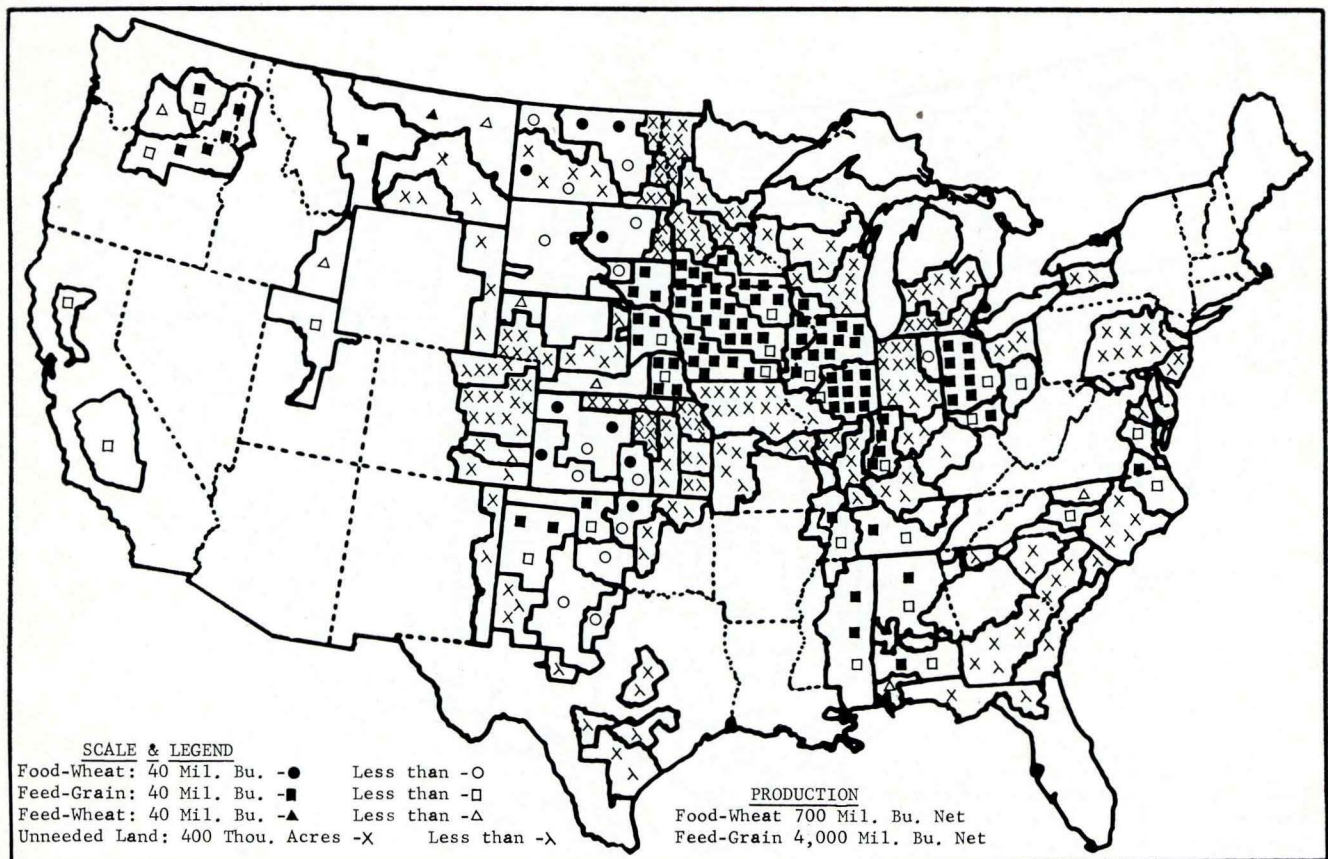 SCALE & LEGEND
Food-Wheat: 40 Mil. Bu. -● Less than -○
Feed-Grain: 40 Mil. Bu. -■ Less than -□
Feed-Wheat: 40 Mil. Bu. -▲ Less than -△
Unneeded Land: 400 Thou. Acres -X Less than -λ
PRODUCTION
Food-Wheat 700 Mil. Bu. Net
Feed-Grain 4,000 Mil. Bu. Net